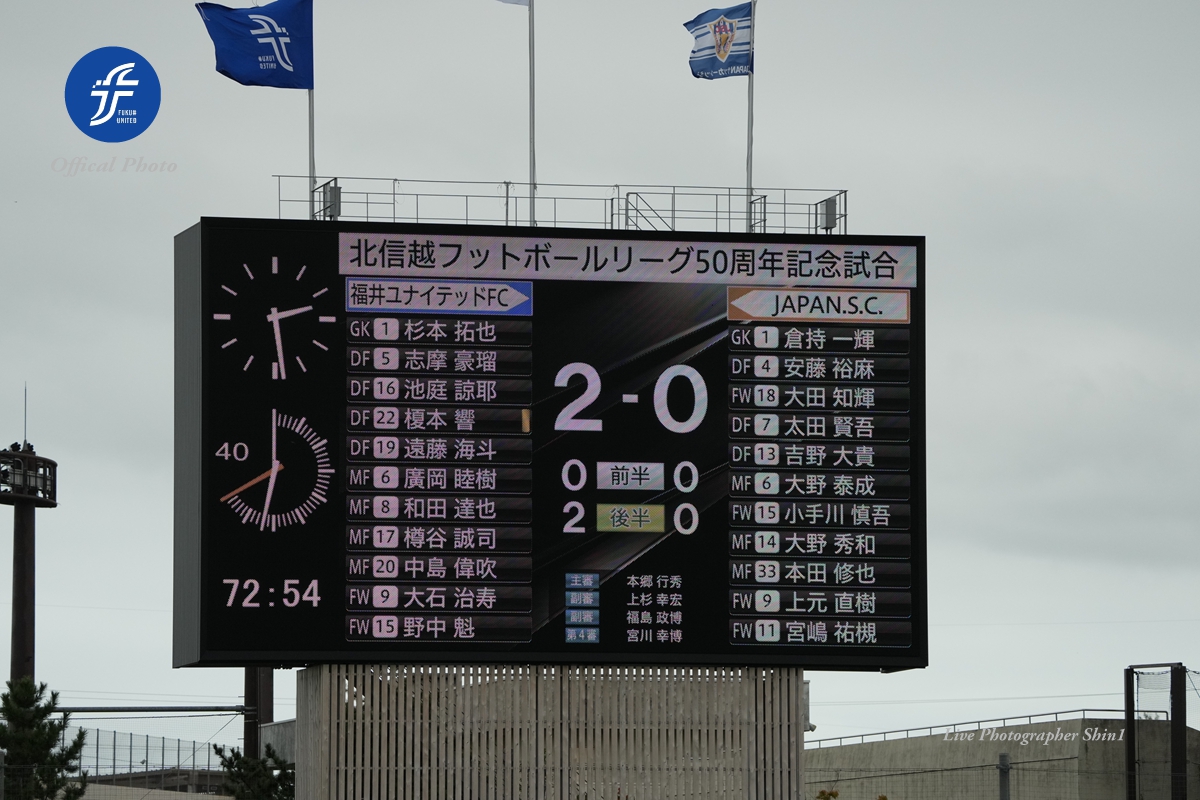 FUKUI
UNITED
FUKUI
UNITED
Offical Photo
北信越フットボールリーグ50周年記念試合
福井ユナイテッドFC
GK 1 杉本 拓也
DF 5 志摩 豪瑠
DF 16 池庭 諒耶
DF 22 榎本 響
DF 19 遠藤 海斗
MF 6 廣岡 睦樹
MF 8 和田 達也
MF 17 樽谷 誠司
MF 20 中島 偉吹
FW 9 大石 治寿
FW 15 野中 魁
40
72:54
2-0
0 前半 0
2 後半 0
主審 本郷 行秀
副審 上杉 幸宏
副審 福島 政博
第4審 宮川 幸博
JAPAN.S.C.
GK 1 倉持 一輝
DF 4 安藤 裕麻
FW 18 大田 知輝
DF 7 太田 賢吾
DF 13 吉野 大貴
MF 6 大野 泰成
FW 15 小手川 慎吾
MF 14 大野 秀和
MF 33 本田 修也
FW 9 上元 直樹
FW 11 宮嶋 祐槻
Live Photographer Shin1